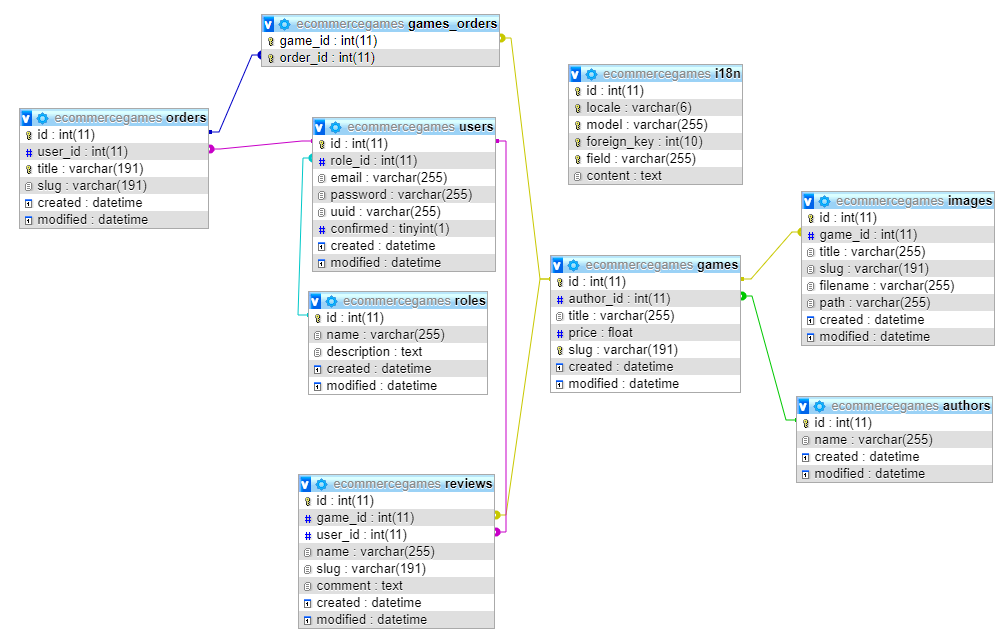 ecommercegames games_orders
game_id : int(11)
order_id : int(11)
ecommercegames i18n
id : int(11)
locale : varchar(6)
model : varchar(255)
foreign_key : int(10)
field : varchar(255)
content : text
ecommercegames orders
id : int(11)
user_id : int(11)
title : varchar(191)
slug : varchar(191)
created : datetime
modified : datetime
ecommercegames users
id : int(11)
role_id : int(11)
email : varchar(255)
password : varchar(255)
uuid : varchar(255)
confirmed : tinyint(1)
created : datetime
modified : datetime
ecommercegames images
id : int(11)
game_id : int(11)
title : varchar(255)
slug : varchar(191)
filename : varchar(255)
path : varchar(255)
created : datetime
modified : datetime
ecommercegames games
id : int(11)
author_id : int(11)
title : varchar(255)
price : float
slug : varchar(191)
created : datetime
modified : datetime
ecommercegames roles
id : int(11)
name : varchar(255)
description : text
created : datetime
modified : datetime
ecommercegames authors
id : int(11)
name : varchar(255)
created : datetime
modified : datetime
ecommercegames reviews
id : int(11)
game_id : int(11)
user_id : int(11)
name : varchar(255)
slug : varchar(191)
comment : text
created : datetime
modified : datetime